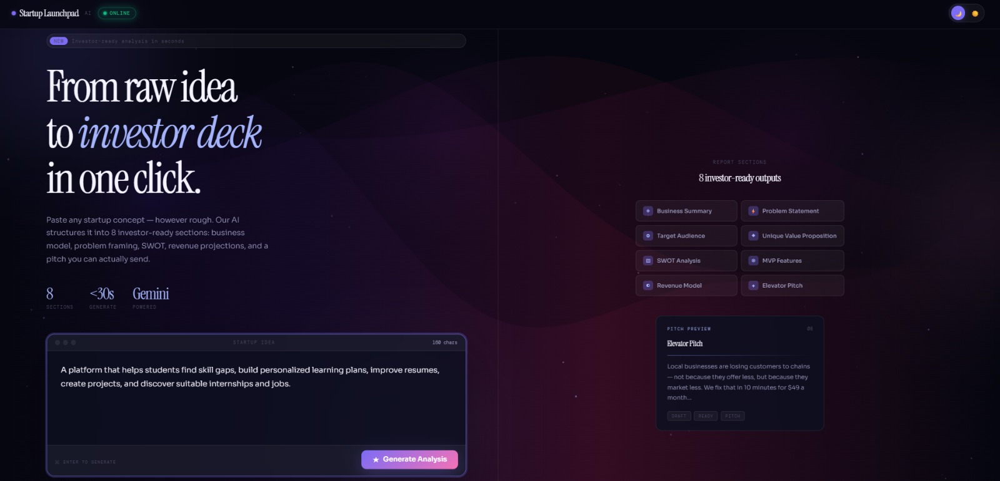 Startup Launchpad AI ONLINE
NEW Investor-ready analysis in seconds
From raw idea
to investor deck
in one click.
Paste any startup concept — however rough. Our AI
structures it into 8 investor-ready sections: business
model, problem framing, SWOT, revenue projections, and a
pitch you can actually send.
8 <30s Gemini
SECTIONS GENERATE POWERED
STARTUP IDEA 160 chars
A platform that helps students find skill gaps, build personalized learning plans, improve resumes,
create projects, and discover suitable internships and jobs.
⌘ ENTER TO GENERATE
Generate Analysis
REPORT SECTIONS
8 investor-ready outputs
Business Summary
Problem Statement
Target Audience
Unique Value Proposition
SWOT Analysis
MVP Features
Revenue Model
Elevator Pitch
PITCH PREVIEW 08
Elevator Pitch
Local businesses are losing customers to chains
— not because they offer less, but because they
market less. We fix that in 10 minutes for $49 a
month...
DRAFT READY PITCH